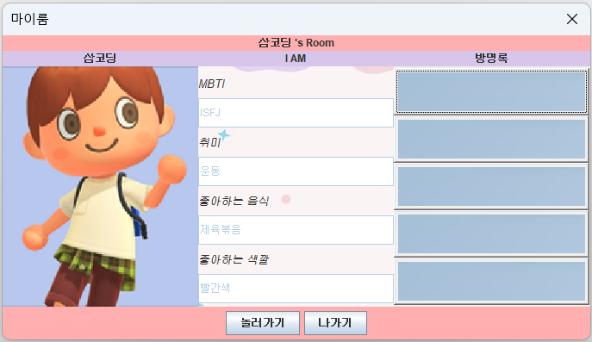 마이룸
삼코딩 's Room
삼코딩
I AM
방명록
MBTI
ISFJ
취미
운동
좋아하는 음식
제육볶음
좋아하는 색깔
빨간색
놀러가기
나가기